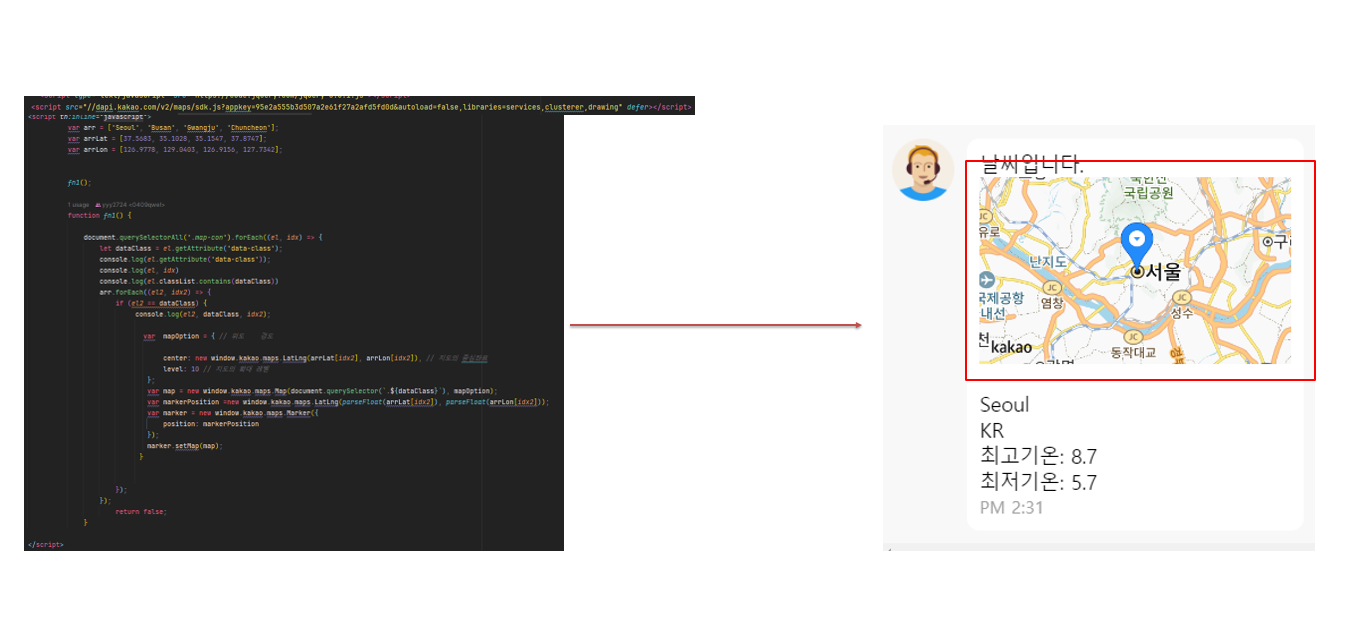 <script src="//dapi.kakao.com/v2/maps/sdk.js?appkey=95e2a555b3d507a2e61f27a2afd5fd0d&autoload=false,libraries=services,clusterer,drawing" defer></script>
<script th:inline="javascript">
var arr = ['Seoul', 'Busan', 'Gwangju', 'Chuncheon'];
var arrLat = [37.5683, 35.1028, 35.1547, 37.8747];
var arrLon = [126.9778, 129.0403, 126.9156, 127.7342];
fn1();
1 usage
function fn1() {
document.querySelectorAll('.map-con').forEach((el, idx) => {
let dataClass = el.getAttribute('data-class');
console.log(el.getAttribute('data-class'));
console.log(el, idx)
console.log(el.classList.contains(dataClass))
arr.forEach((el2, idx2) => {
if (el2 == dataClass) {
console.log(el2, dataClass, idx2);
var mapOption = { // 위도 경도
center: new window.kakao.maps.LatLng(arrLat[idx2], arrLon[idx2]), // 지도의 중심좌표
level: 10 // 지도의 확대 레벨
};
var map = new window.kakao.maps.Map(document.querySelector(`.${dataClass}`), mapOption);
var markerPosition =new window.kakao.maps.LatLng(parseFloat(arrLat[idx2]), parseFloat(arrLon[idx2]));
var marker = new window.kakao.maps.Marker({
position: markerPosition
});
marker.setMap(map);
}
});
});
return false;
}
</script>
날씨입니다.
국립공원
JC
유로
구리
난지도
서울
국제공항
내선
JC
염창
JC
성수
천
kakao
JC
동작대교
Seoul
KR
최고기온: 8.7
최저기온: 5.7
PM 2:31